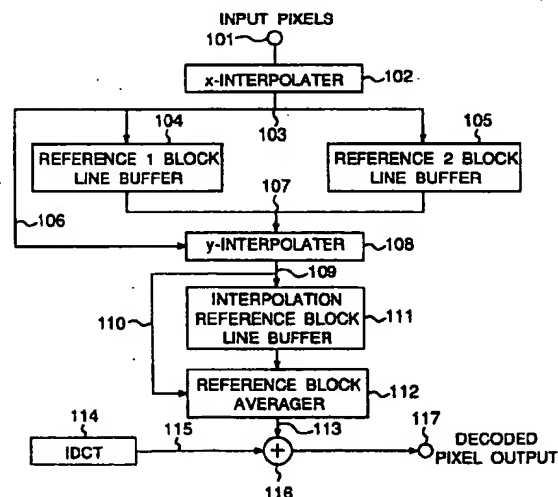 INPUT PIXELS
101
x-INTERPOLATER
102
103
104
105
REFERENCE 1 BLOCK
LINE BUFFER
REFERENCE 2 BLOCK
LINE BUFFER
106
107
y-INTERPOLATER
108
109
110
INTERPOLATION
REFERENCE BLOCK
LINE BUFFER
111
REFERENCE BLOCK
AVERAGER
112
113
114
IDCT
115
116
117
DECODED
PIXEL OUTPUT